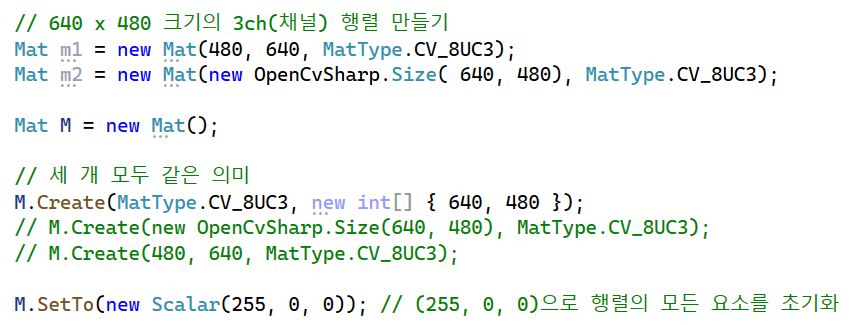 // 640 x 480 크기의 3ch(채널) 행렬 만들기
Mat m1 = new Mat(480, 640, MatType.CV_8UC3);
Mat m2 = new Mat(new OpenCvSharp.Size( 640, 480), MatType.CV_8UC3);
Mat M = new Mat();
// 세 개 모두 같은 의미
M.Create(MatType.CV_8UC3, new int[] { 640, 480 });
// M.Create(new OpenCvSharp.Size(640, 480), MatType.CV_8UC3);
// M.Create(480, 640, MatType.CV_8UC3);
M.SetTo(new Scalar(255, 0, 0)); // (255, 0, 0)으로 행렬의 모든 요소를 초기화